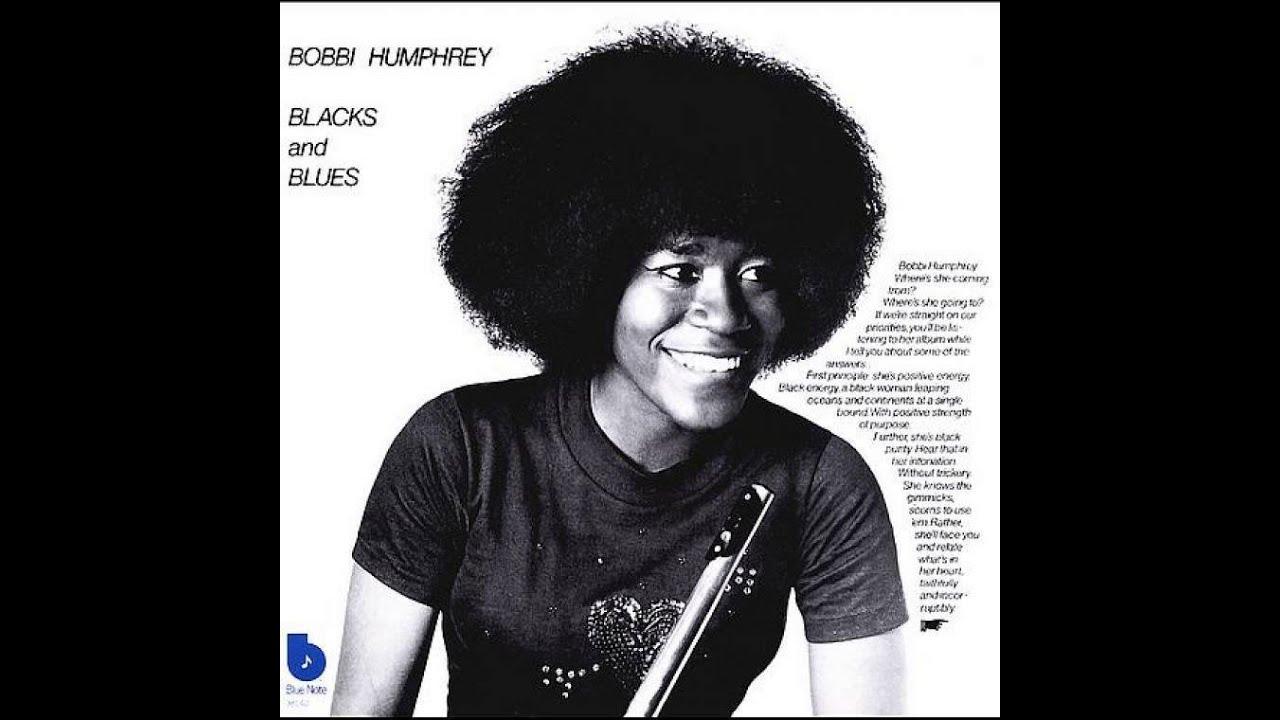 BOBBI HUMPHREY
BLACKS
and
BLUES
Bobbi Humphrey
Where's she coming
from?
Where's she going to?
If we're straight on our
priorities, you'll be lis-
tening to her album while
I tell you about some of the
answers.
First principle: she's positive energy.
Black energy, a black woman leaping
oceans and continents at a single
bound. With positive strength
of purpose.
Further, she's black
purity. Hear that in
her intonation.
Without trickery.
She knows the
gimmicks,
scorns to use
'em. Rather,
she'll face you
and relate
what's in
her heart,
faithfully
and incor-
ruptibly.
Blue Note